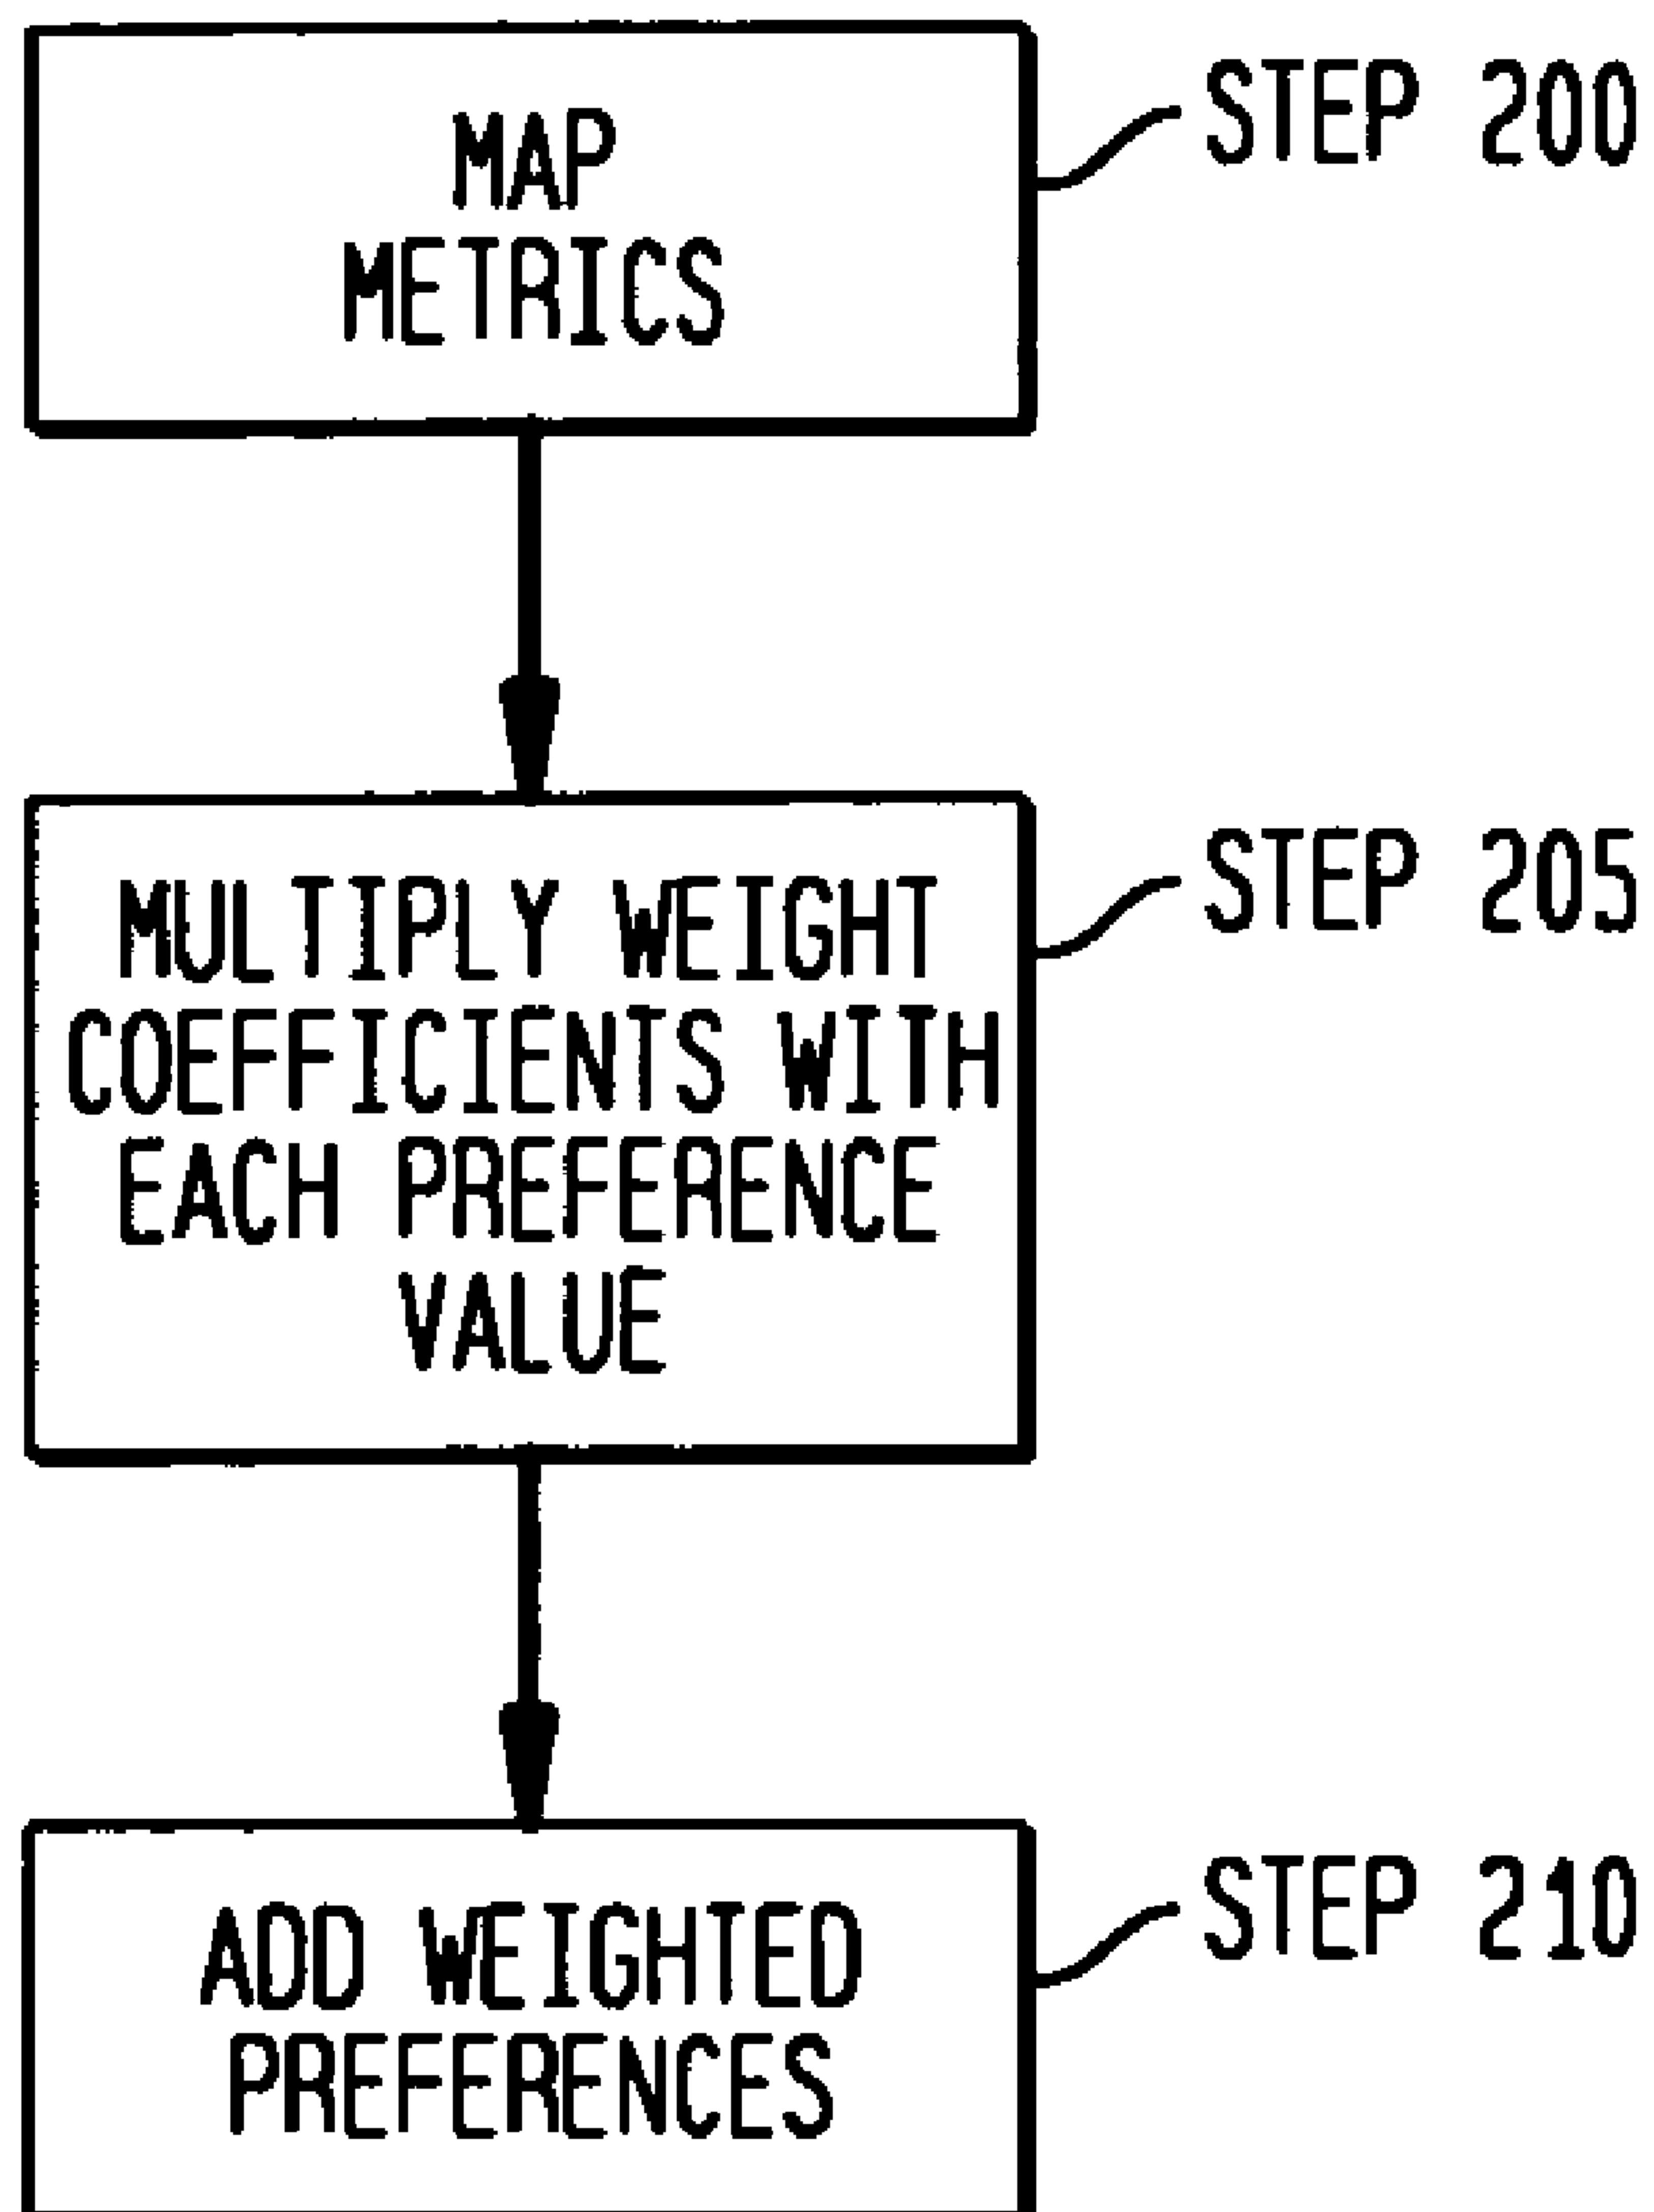 MAP
METRICS
STEP 200
MULTIPLY WEIGHT
COEFFICIENTS WITH
EACH PREFERENCE
VALUE
STEP 205
ADD WEIGHTED
PREFERENCES
STEP 210